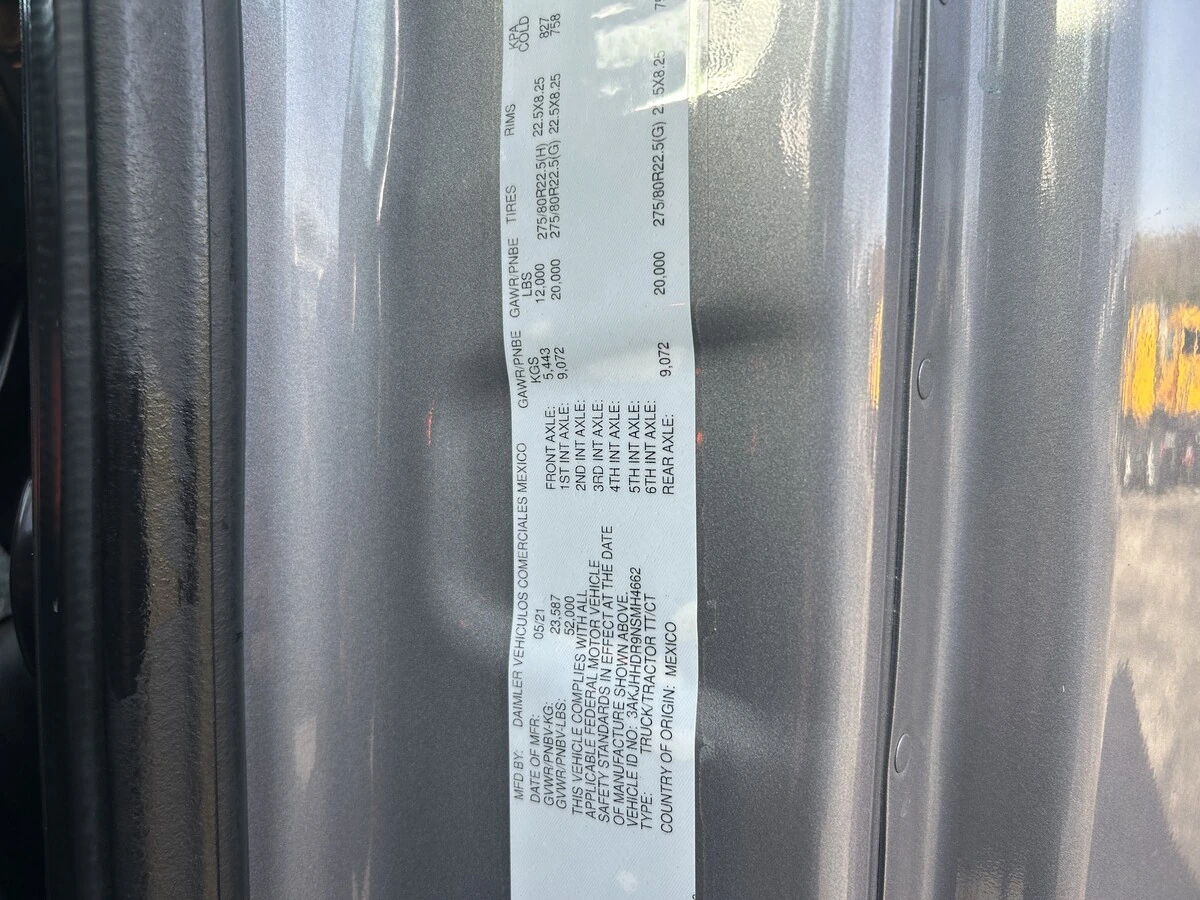 MFD BY: DAIMLER VEHICULOS COMERCIALES MEXICO
DATE OF MFR: 05/21
GVWR/PNBV-KG: 23,587
GVWR/PNBV-LBS: 52,000
THIS VEHICLE COMPLIES WITH ALL
APPLICABLE FEDERAL MOTOR VEHICLE
SAFETY STANDARDS IN EFFECT AT THE DATE
OF MANUFACTURE SHOWN ABOVE.
VEHICLE ID NO: 3AKJHHDR9NSMH4662
TYPE: TRUCK/TRACTOR TT/CT
COUNTRY OF ORIGIN: MEXICO
GAWR/PNBE KGS GAWR/PNBE LBS TIRES RIMS KPA COLD
FRONT AXLE: 5,443 12,000 275/80R22.5(H) 22.5X8.25 827
1ST INT AXLE: 9,072 20,000 275/80R22.5(G) 22.5X8.25 758
2ND INT AXLE:
3RD INT AXLE:
4TH INT AXLE:
5TH INT AXLE:
6TH INT AXLE:
REAR AXLE: 9,072 20,000 275/80R22.5(G)